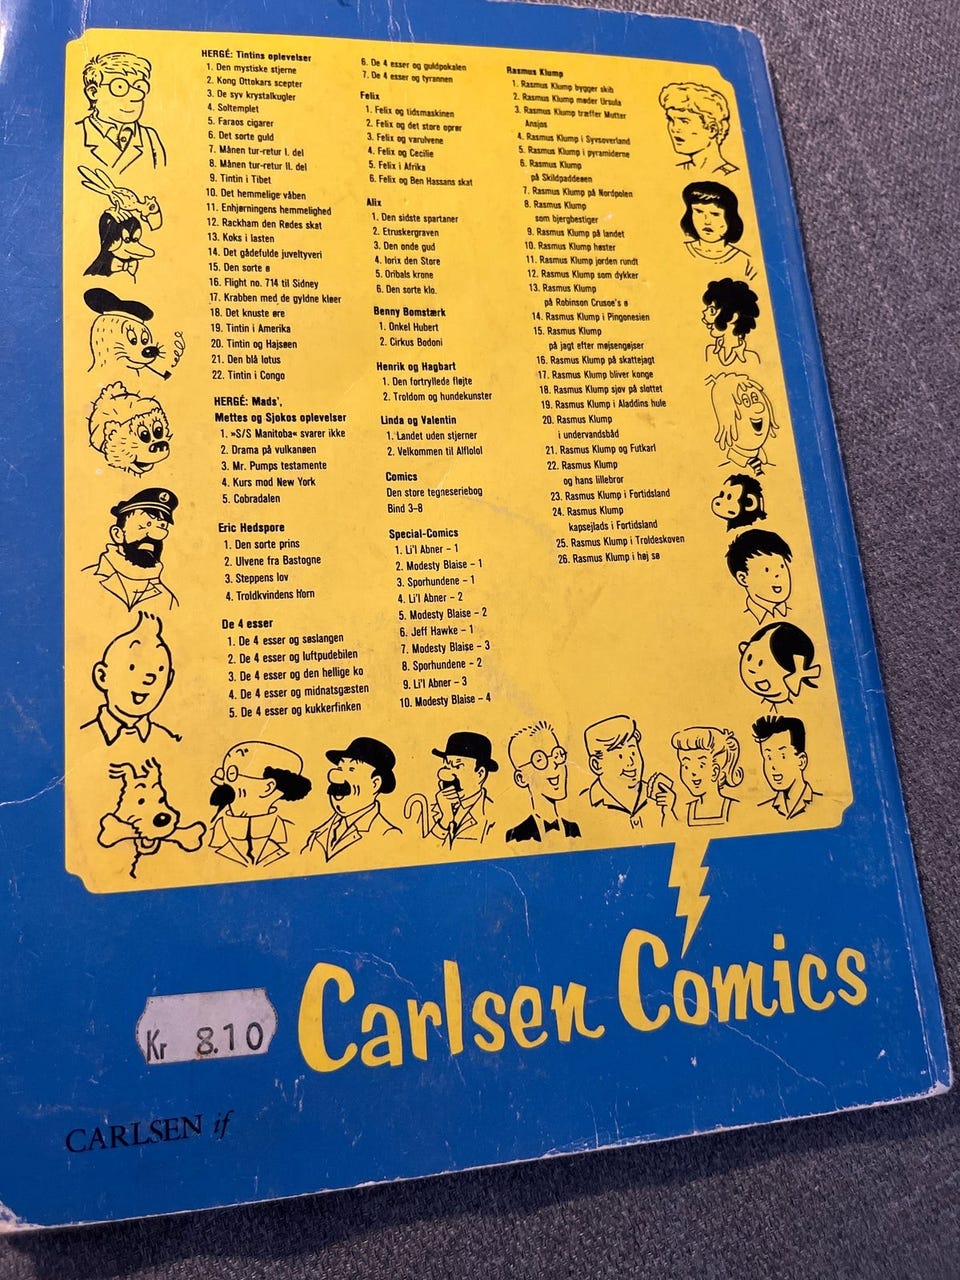 HERGÉ: Tintins oplevelser
1. Den mystiske stjerne
2. Kong Ottokars scepter
3. De syv krystalkugler
4. Soltemplet
5. Faraos cigarer
6. Det sorte guld
7. Månen tur-retur I. del
8. Månen tur-retur II. del
9. Tintin i Tibet
10. Det hemmelige våben
11. Enhjørningens hemmelighed
12. Rackham den Rødes skat
13. Koks i lasten
14. Det gådefulde juveltyveri
15. Den sorte ø
16. Flight no. 714 til Sidney
17. Krabben med de gyldne kløer
18. Det knuste øre
19. Tintin i Amerika
20. Tintin og Hajsøen
21. Den blå lotus
22. Tintin i Congo
HERGÉ: Mads',
Mettes og Sjokos oplevelser
1. »S/S Manitoba« svarer ikke
2. Drama på vulkanøen
3. Mr. Pumps testamente
4. Kurs mod New York
5. Cobradalen
Eric Hedspore
1. Den sorte prins
2. Ulvene fra Bastogne
3. Steppens lov
4. Troldkvindens horn
De 4 esser
1. De 4 esser og søslangen
2. De 4 esser og luftpudebilen
3. De 4 esser og den hellige ko
4. De 4 esser og midnatsgæsten
5. De 4 esser og kukkerfinken
6. De 4 esser og guldpokalen
7. De 4 esser og tyrannen
Felix
1. Felix og tidsmaskinen
2. Felix og det store oprør
3. Felix og varulvene
4. Felix og Cecilie
5. Felix i Afrika
6. Felix og Ben Hassans skat
Alix
1. Den sidste spartaner
2. Etruskergraven
3. Den onde gud
4. Iorix den Store
5. Oribals krone
6. Den sorte klo.
Benny Bomstærk
1. Onkel Hubert
2. Cirkus Bodoni
Henrik og Hagbart
1. Den fortryllede fløjte
2. Troldom og hundekunster
Linda og Valentin
1. Landet uden stjerner
2. Velkommen til Alflolol
Comics
Den store tegneseriebog
Bind 3-8
Special-Comics
1. Li'l Abner – 1
2. Modesty Blaise – 1
3. Sporhundene – 1
4. Li'l Abner – 2
5. Modesty Blaise – 2
6. Jeff Hawke – 1
7. Modesty Blaise – 3
8. Sporhundene – 2
9. Li'l Abner – 3
10. Modesty Blaise – 4
Rasmus Klump
1. Rasmus Klump bygger skib
2. Rasmus Klump møder Ursula
3. Rasmus Klump træffer Mutter
Ansjos
4. Rasmus Klump i Syvsoverland
5. Rasmus Klump i pyramiderne
6. Rasmus Klump
på Skildpaddeøen
7. Rasmus Klump på Nordpolen
8. Rasmus Klump
som bjergbestiger
9. Rasmus Klump på landet
10. Rasmus Klump høster
11. Rasmus Klump jorden rundt
12. Rasmus Klump som dykker
13. Rasmus Klump
på Robinson Crusoe's ø
14. Rasmus Klump i Pingonesien
15. Rasmus Klump
på jagt efter møjsengøjser
16. Rasmus Klump på skattejagt
17. Rasmus Klump bliver konge
18. Rasmus Klump sjov på slottet
19. Rasmus Klump i Aladdins hule
20. Rasmus Klump
i undervandsbåd
21. Rasmus Klump og Futkarl
22. Rasmus Klump
og hans lillebror
23. Rasmus Klump i Fortidsland
24. Rasmus Klump
kapsejlads i Fortidsland
25. Rasmus Klump i Troldeskoven
26. Rasmus Klump i høj sø
Carlsen Comics
Kr 8.10
CARLSEN if